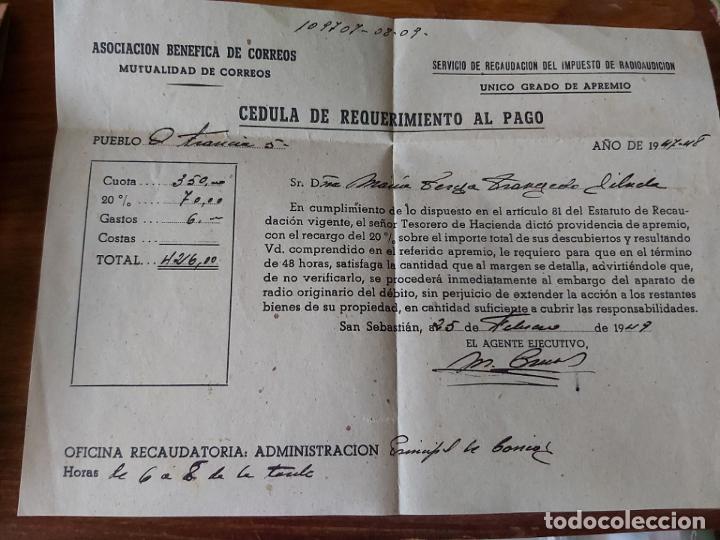 109707-08-09-
ASOCIACION BENEFICA DE CORREOS
MUTUALIDAD DE CORREOS
SERVICIO DE RECAUDACION DEL IMPUESTO DE RADIOAUDICION
UNICO GRADO DE APREMIO
CEDULA DE REQUERIMIENTO AL PAGO
PUEBLO 5-
AÑO DE 1947-48
Cuota .... 350,00
20 % ..... 70,00
Gastos .... 6.-
Costas ....
TOTAL ... 426,00
Sr. D.ña María
En cumplimiento de lo dispuesto en el artículo 81 del Estatuto de Recau-
dación vigente, el señor Tesorero de Hacienda dictó providencia de apremio,
con el recargo del 20 % sobre el importe total de sus descubiertos y resultando
Vd. comprendido en el referido apremio, le requiero para que en el término
de 48 horas, satisfaga la cantidad que al margen se detalla, advirtiéndole que,
de no verificarlo, se procederá inmediatamente al embargo del aparato de
radio originario del débito, sin perjuicio de extender la acción a los restantes
bienes de su propiedad, en cantidad suficiente a cubrir las responsabilidades.
San Sebastián, a 25 de Febrero de 1949
EL AGENTE EJECUTIVO,
OFICINA RECAUDATORIA: ADMINISTRACION Principal de Correos
Horas de 6 a 8 de la tarde
todocoleccion
todocoleccion.net